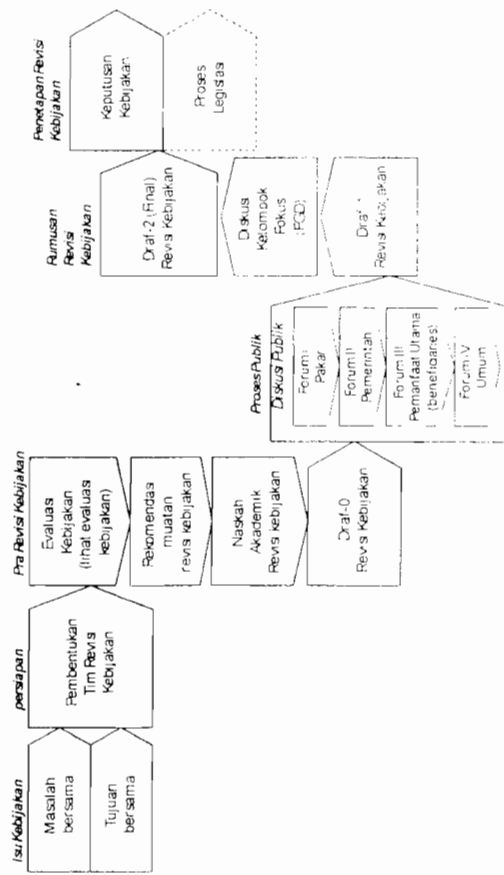 Isu Kebijakan
Masalah
bersama
Tujuan
bersama
persiapan
Pembentukan
Tim Revisi
Kebijakan
Pra Revisi Kebijakan
Evaluasi
Kebijakan
(lihat evaluasi
kebijakan)
Rekomendasi
muatan
revisi kebijakan
Naskah
Akademik
Revisi kebijakan
Draf-0
Revisi Kebijakan
Proses Publik
Diskusi Publik
Forum I
Pakar
Forum II
Pemerintah
Forum III
Pemanfaat Utama
(beneficiaries)
Forum IV
Umum
Rumusan
Revisi
Kebijakan
Draf-2 (Final)
Revisi Kebijakan
Diskusi
Kelompok
Fokus
(FGD)
Revisi Kebijakan
Penetapan Revisi
Kebijakan
Keputusan
Kebijakan
Proses
Legislasi